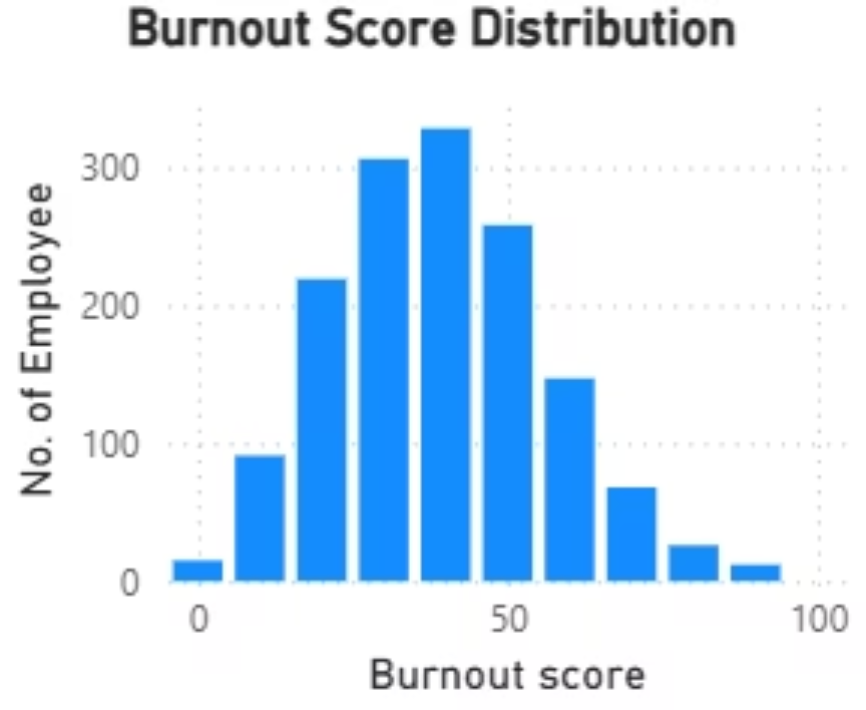 Burnout Score Distribution
No. of Employee
300
200
100
0
0 50 100
Burnout score